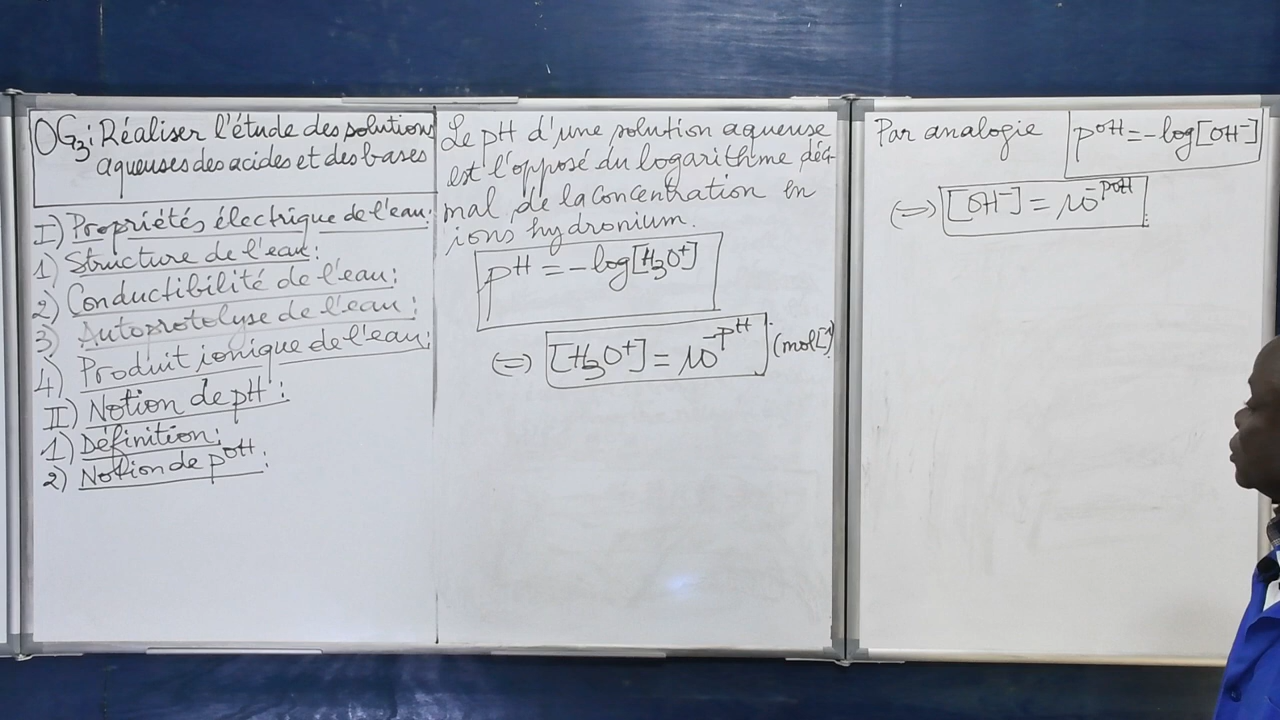 OG₃: Réaliser l'étude des solutions
aqueuses des acides et des bases
I) Propriétés électrique de l'eau:
1) Structure de l'eau:
2) Conductibilité de l'eau:
3) Autoprotolyse de l'eau:
4) Produit ionique de l'eau:
II) Notion de pH:
1) Définition:
2) Notion de pOH:
Le pH d'une solution aqueuse
est l'opposé du logarithme déci-
mal, de la concentration en
ions hydronium.
pH = -log[H₃O⁺]
⇔ [H₃O⁺] = 10^-pH (mol L⁻¹)
Par analogie pOH = -log[OH⁻]
⇔ [OH⁻] = 10^-pOH